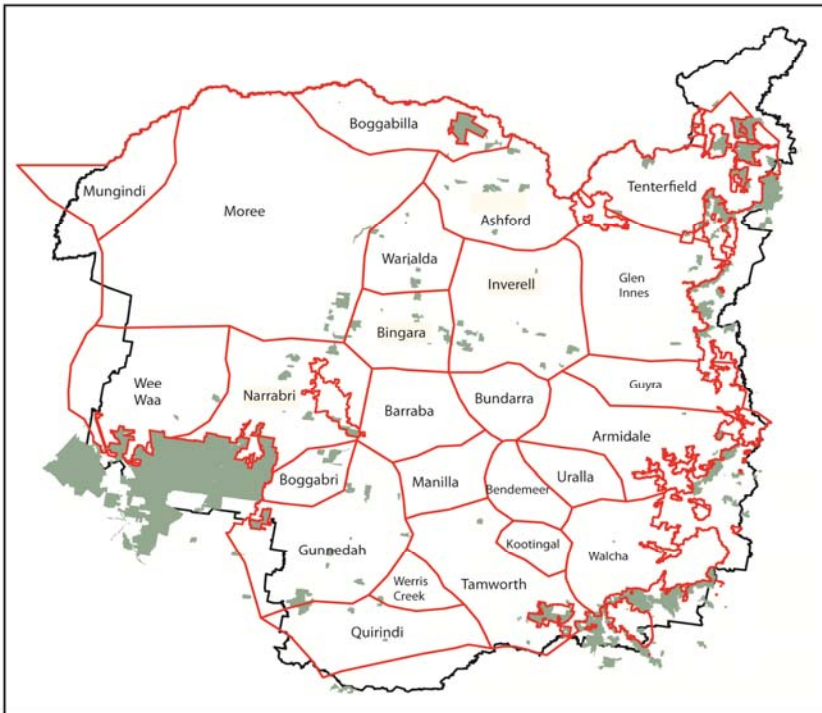 Boggabilla
Mungindi
Moree
Tenterfield
Ashford
Warialda
Inverell
Glen
Innes
Bingara
Wee
Waa
Narrabri
Barraba
Bundarra
Guyra
Armidale
Boggabri
Manilla
Bendemeer
Uralla
Gunnedah
Kootingal
Walcha
Werris
Creek
Tamworth
Quirindi